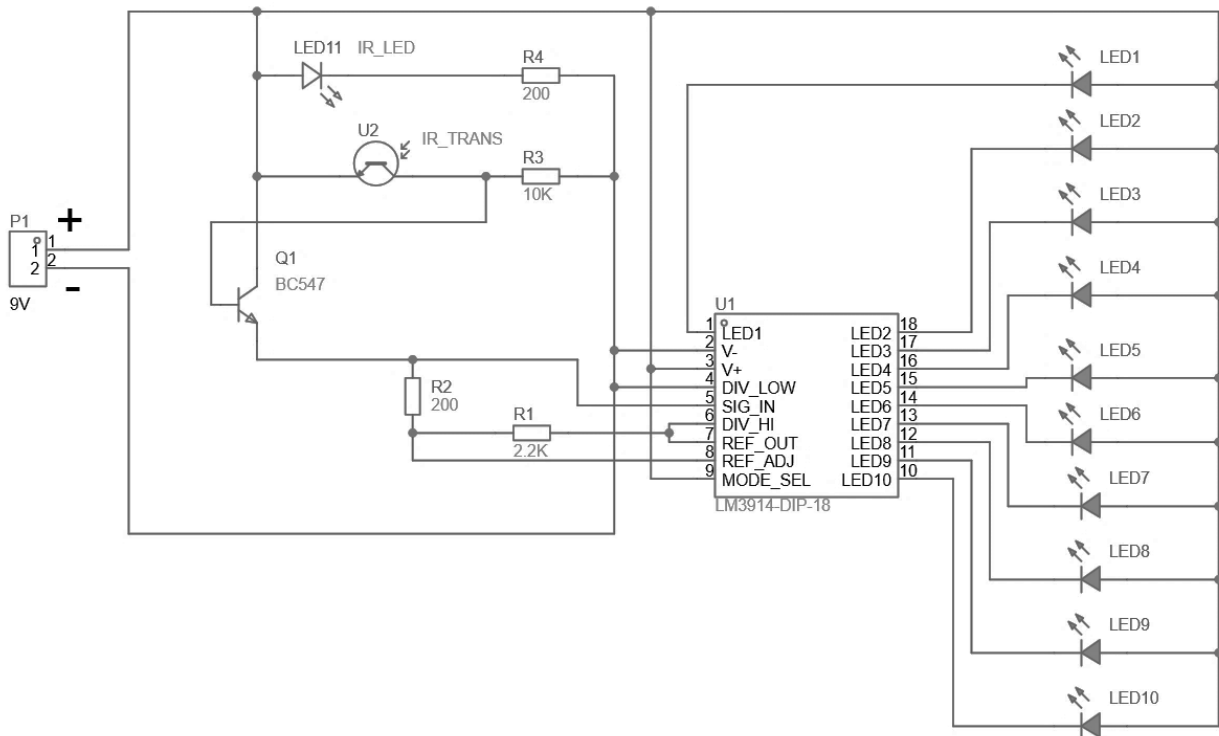 LED11 IR_LED
R4
200
U2
IR_TRANS
R3
10K
P1
+
1
1
2
2
-
9V
Q1
BC547
R2
200
R1
2.2K
U1
1 LED1 LED2 18
2 V- LED3 17
3 V+ LED4 16
4 DIV_LOW LED5 15
5 SIG_IN LED6 14
6 DIV_HI LED7 13
7 REF_OUT LED8 12
8 REF_ADJ LED9 11
9 MODE_SEL LED10 10
LM3914-DIP-18
LED1
LED2
LED3
LED4
LED5
LED6
LED7
LED8
LED9
LED10